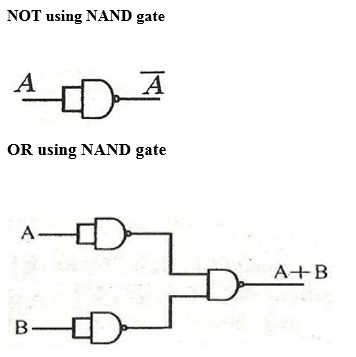 NOT using NAND gate
A A̅
OR using NAND gate
A
A+B
B